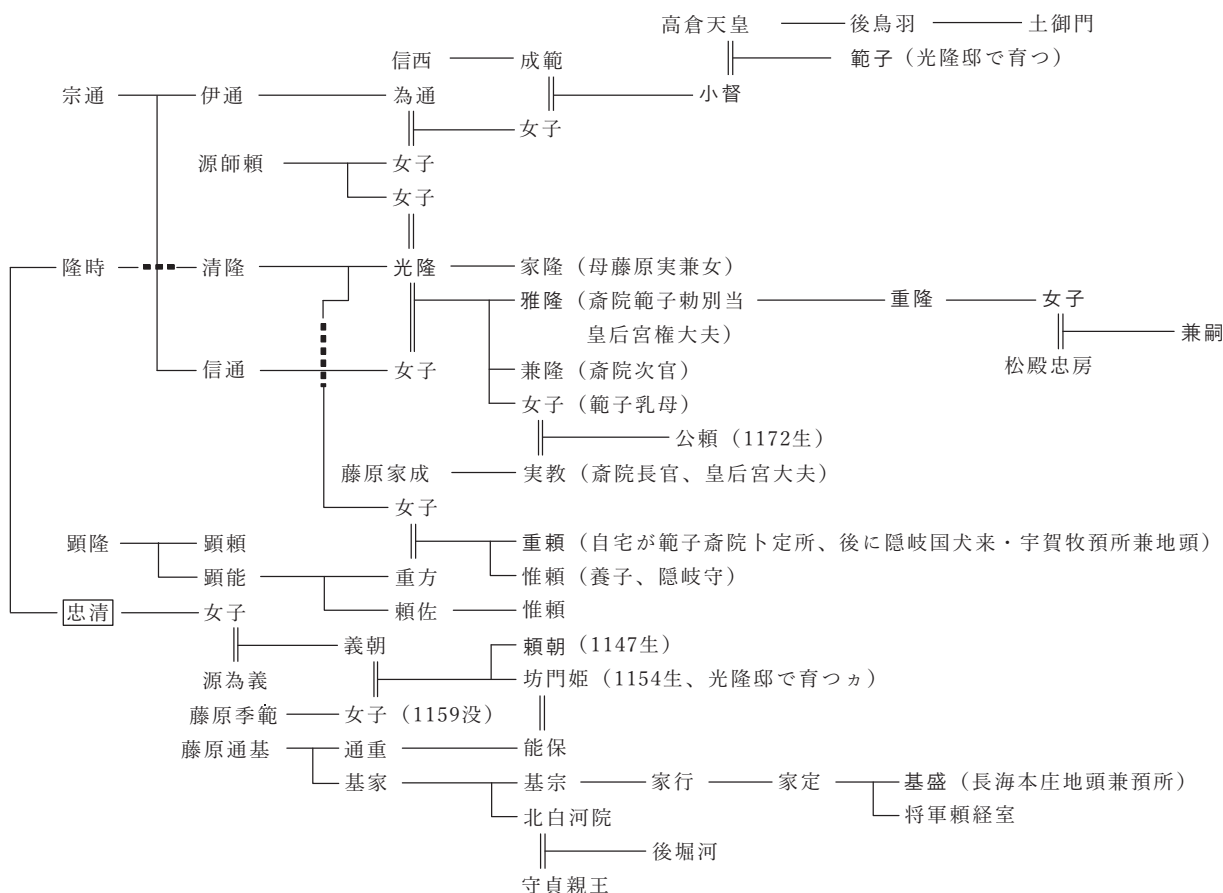 高倉天皇 後鳥羽 土御門
信西 成範 範子（光隆邸で育つ）
宗通 伊通 為通 小督
女子
源師頼 女子
女子
隆時 清隆 光隆 家隆（母藤原実兼女）
雅隆（斎院範子勅別当 重隆 女子
皇后宮権大夫） 兼嗣
信通 女子 兼隆（斎院次官） 松殿忠房
女子（範子乳母）
公頼（1172生）
藤原家成 実教（斎院長官、皇后宮大夫）
女子
顕隆 顕頼 重頼（自宅が範子斎院卜定所、後に隠岐国犬来・宇賀牧預所兼地頭）
顕能 重方 惟頼（養子、隠岐守）
忠清 女子 頼佐 惟頼
義朝 頼朝（1147生）
源為義 坊門姫（1154生、光隆邸で育つヵ）
藤原季範 女子（1159没）
藤原通基 通重 能保
基家 基宗 家行 家定 基盛（長海本庄地頭兼預所）
北白河院 将軍頼経室
後堀河
守貞親王